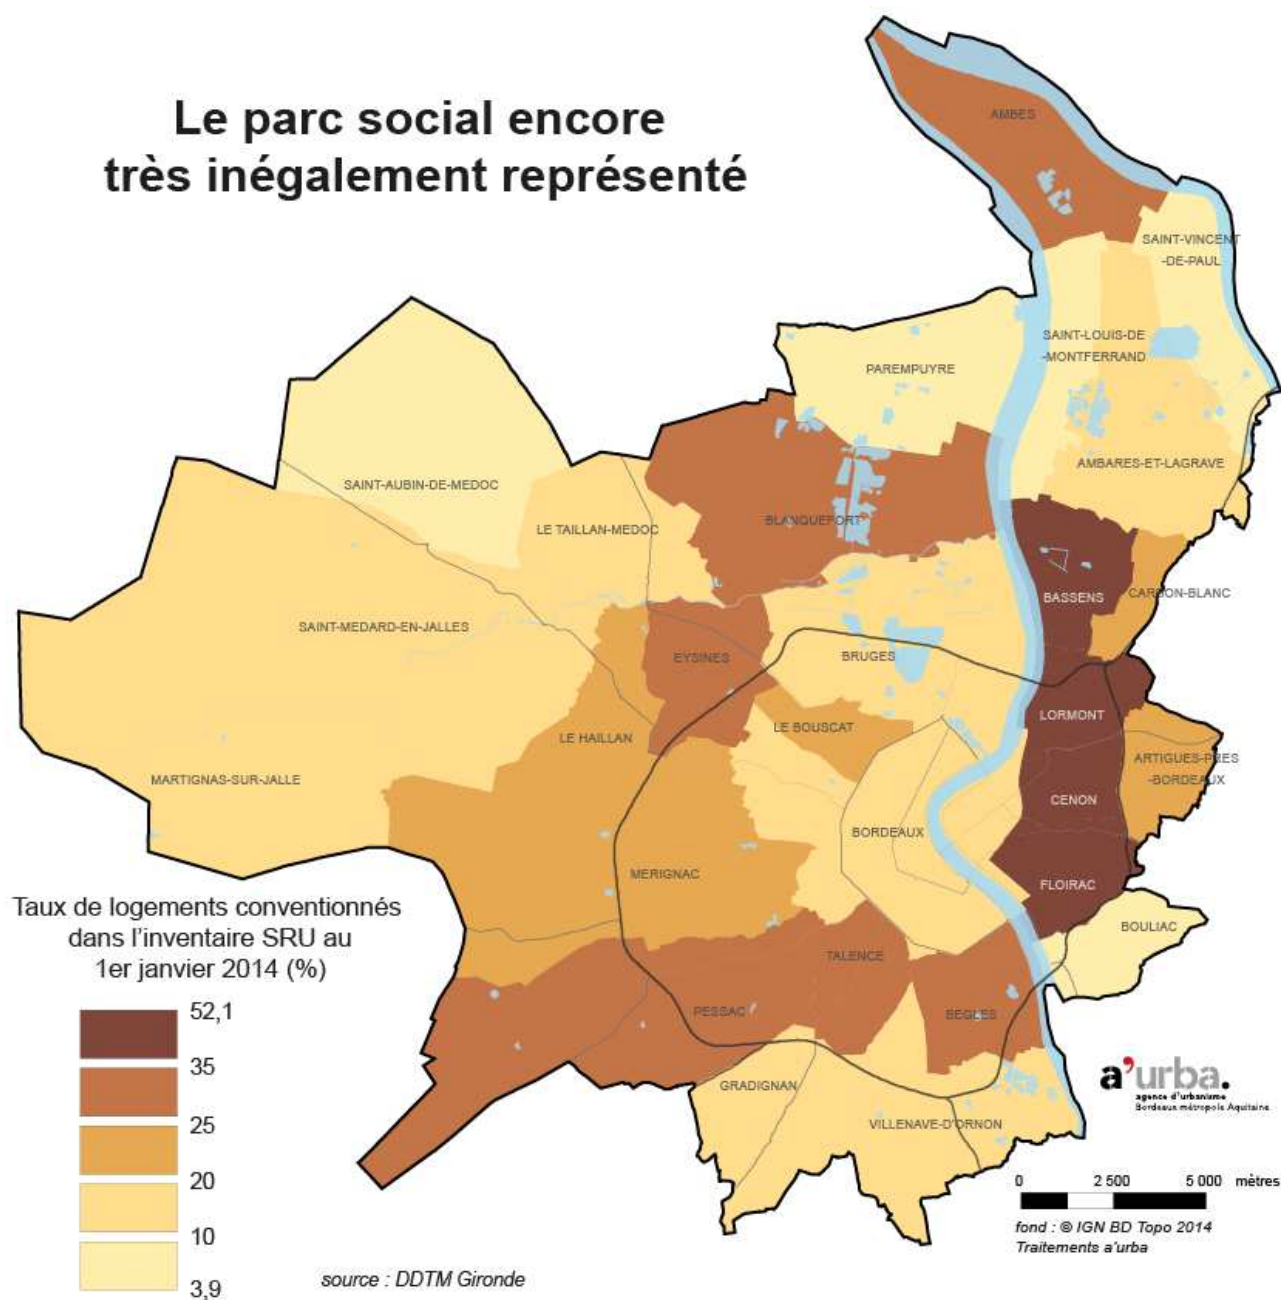 Le parc social encore
très inégalement représenté
AMBES
SAINT-VINCENT
-DE-PAUL
SAINT-LOUIS-DE
-MONTFERRAND
PAREMPUYRE
AMBARES-ET-LAGRAVE
SAINT-AUBIN-DE-MEDOC
LE TAILLAN-MEDOC
BLANQUEFORT
BASSENS
CARBON-BLANC
SAINT-MEDARD-EN-JALLES
EYSINES
BRUGES
LORMONT
LE HAILLAN
LE BOUSCAT
ARTIGUES-PRES
-BORDEAUX
MARTIGNAS-SUR-JALLE
CENON
BORDEAUX
MERIGNAC
FLOIRAC
BOULIAC
TALENCE
PESSAC
BEGLES
GRADIGNAN
VILLENAVE-D'ORNON
Taux de logements conventionnés
dans l'inventaire SRU au
1er janvier 2014 (%)
52,1
35
25
20
10
3,9
source : DDTM Gironde
a'urba.
agence d'urbanisme
Bordeaux métropole Aquitaine
0 2 500 5 000 mètres
fond : © IGN BD Topo 2014
Traitements a'urba